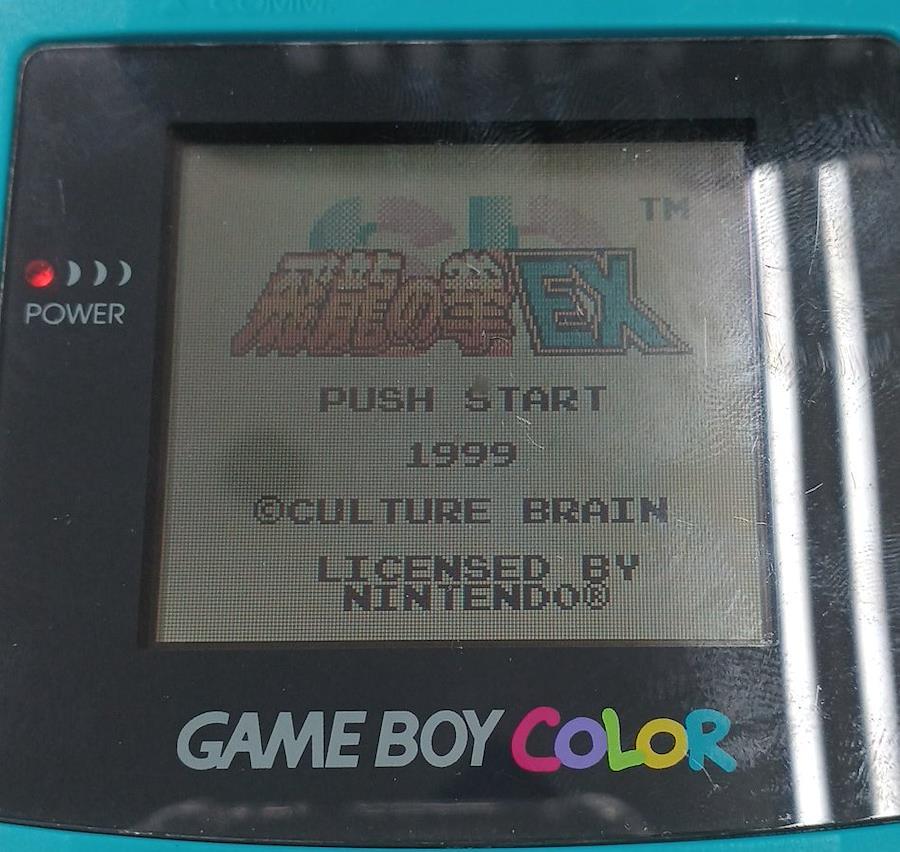 TM
SD
飛龍の拳EX
POWER
PUSH START
1999
©CULTURE BRAIN
LICENSED BY
NINTENDO®
GAME BOY COLOR